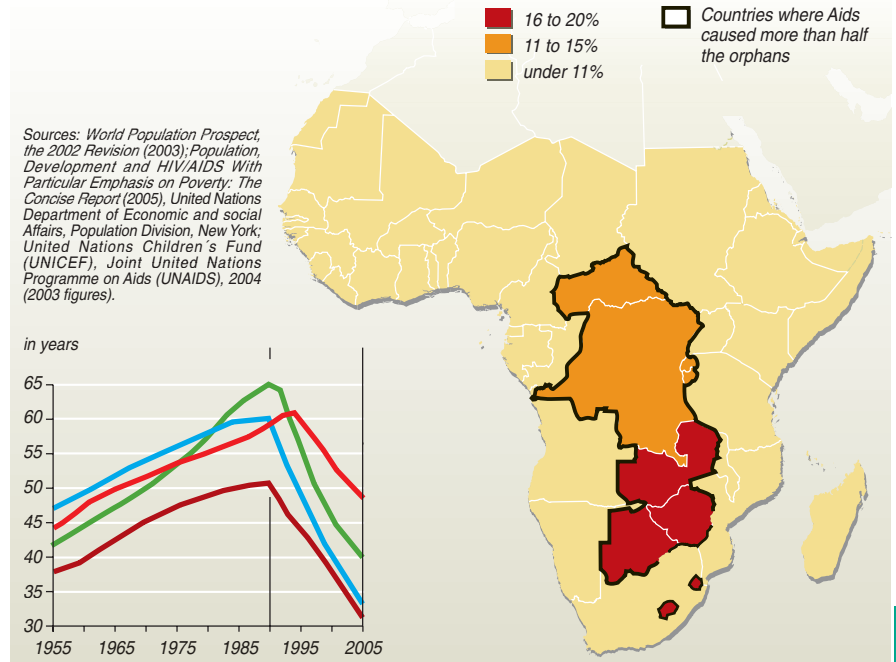 16 to 20%
11 to 15%
under 11%
Countries where Aids
caused more than half
the orphans
Sources: World Population Prospect,
the 2002 Revision (2003); Population,
Development and HIV/AIDS With
Particular Emphasis on Poverty: The
Concise Report (2005), United Nations
Department of Economic and social
Affairs, Population Division, New York;
United Nations Children´s Fund
(UNICEF), Joint United Nations
Programme on Aids (UNAIDS), 2004
(2003 figures).
in years
65
60
55
50
45
40
35
30
1955 1965 1975 1985 1995 2005